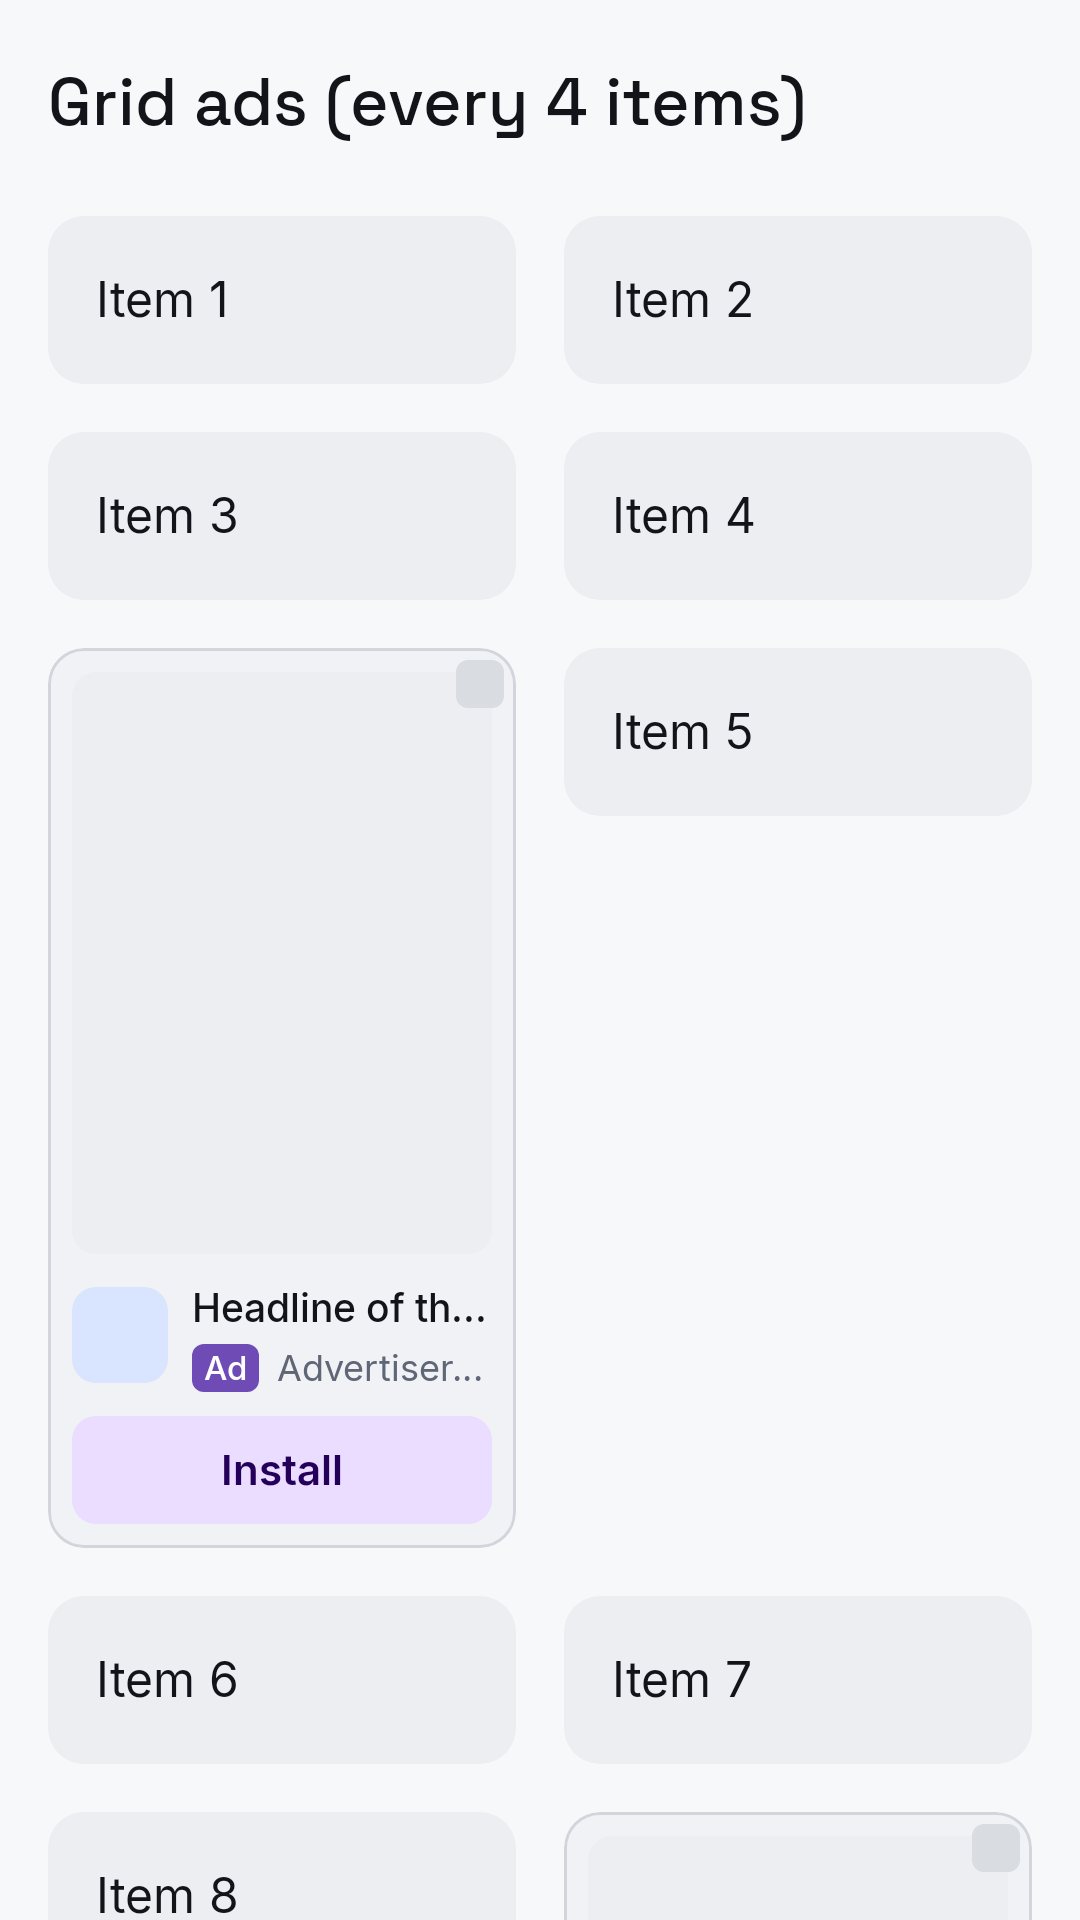 Grid ads (every 4 items)
Item 1
Item 2
Item 3
Item 4
Item 5
Headline of th...
Ad Advertiser...
Install
Item 6
Item 7
Item 8